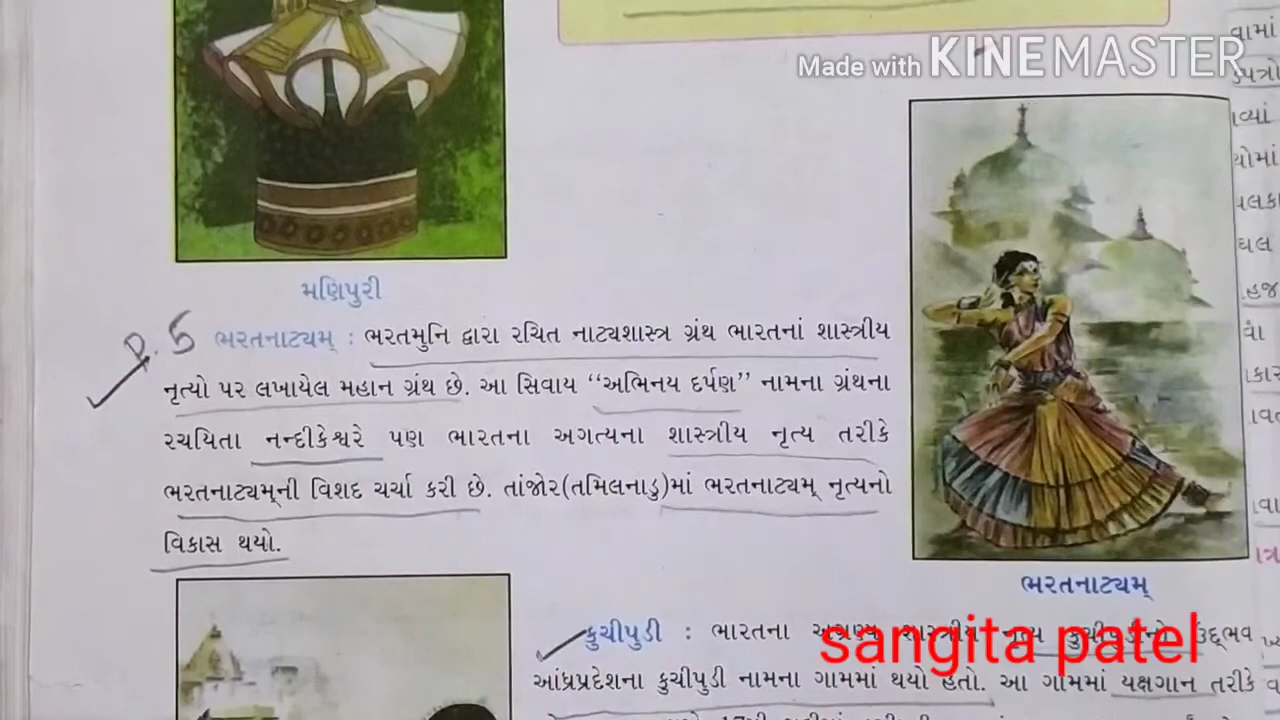 Made with KINEMASTER
મણિપુરી
P. 5
ભરતનાટ્યમ્ : ભરતમુનિ દ્વારા રચિત નાટ્યશાસ્ત્ર ગ્રંથ ભારતનાં શાસ્ત્રીય
નૃત્યો પર લખાયેલ મહાન ગ્રંથ છે. આ સિવાય “અભિનય દર્પણ” નામના ગ્રંથના
રચયિતા નન્દીકેશ્વરે પણ ભારતના અગત્યના શાસ્ત્રીય નૃત્ય તરીકે
ભરતનાટ્યમ્‌ની વિશદ ચર્ચા કરી છે. તાંજોર(તમિલનાડુ)માં ભરતનાટ્યમ્ નૃત્યનો
વિકાસ થયો.
ભરતનાટ્યમ્
કુચીપુડી : ભારતના નૃત્ય કુચીપુડીનો ઉદ્‌ભવ
sangita patel
આંધ્રપ્રદેશના કુચીપુડી નામના ગામમાં થયો હતો. આ ગામમાં યક્ષગાન તરીકે